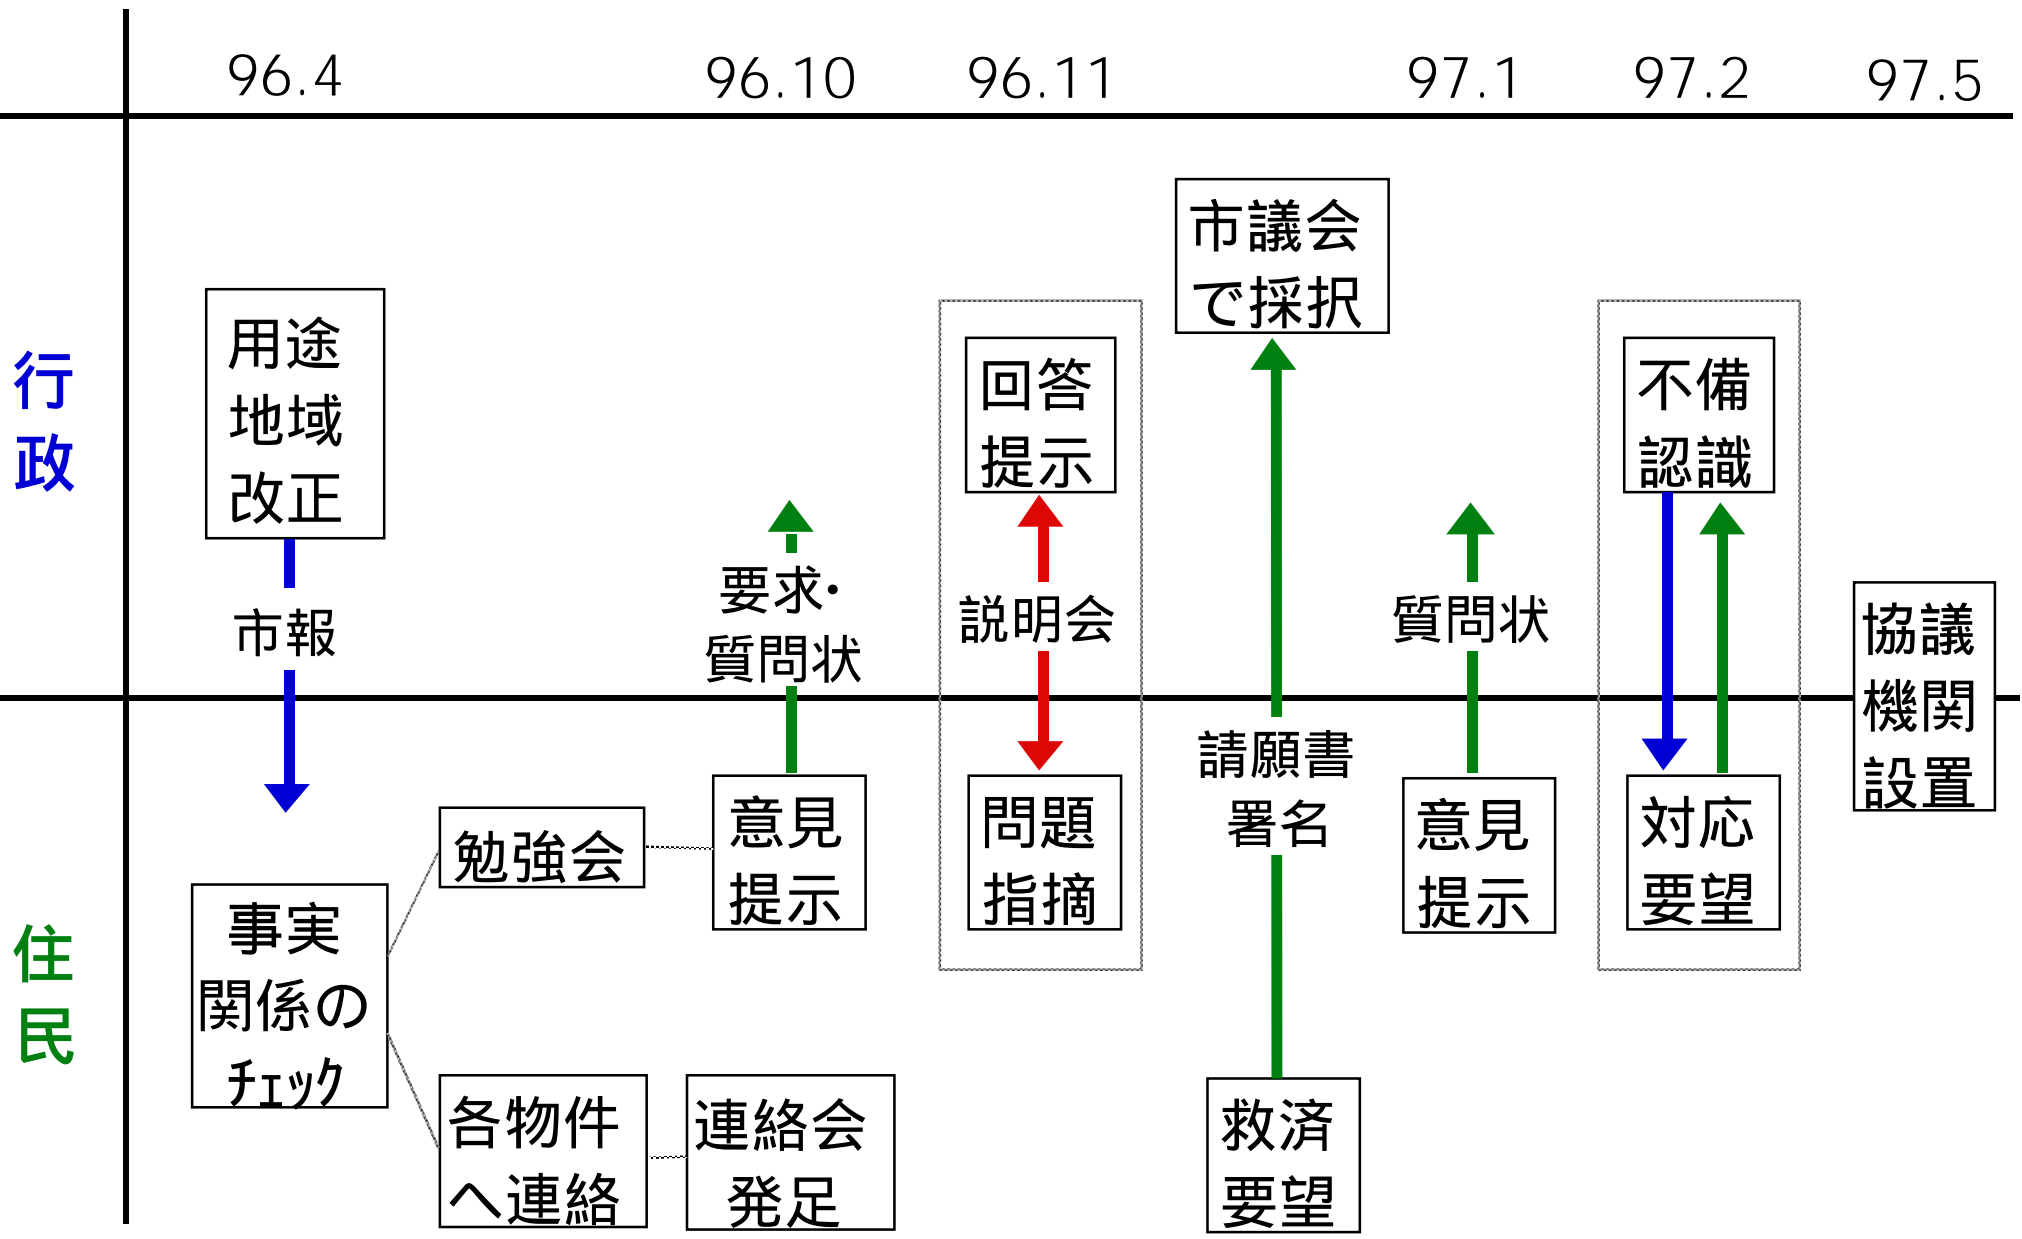 96.4
96.10
96.11
97.1
97.2
97.5
行
政
用途
地域
改正
市報
要求・
質問状
回答
提示
説明会
市議会
で採択
質問状
不備
認識
協議
機関
設置
住
民
事実
関係の
ﾁｪｯｸ
勉強会
意見
提示
問題
指摘
請願書
署名
意見
提示
対応
要望
各物件
へ連絡
連絡会
発足
救済
要望